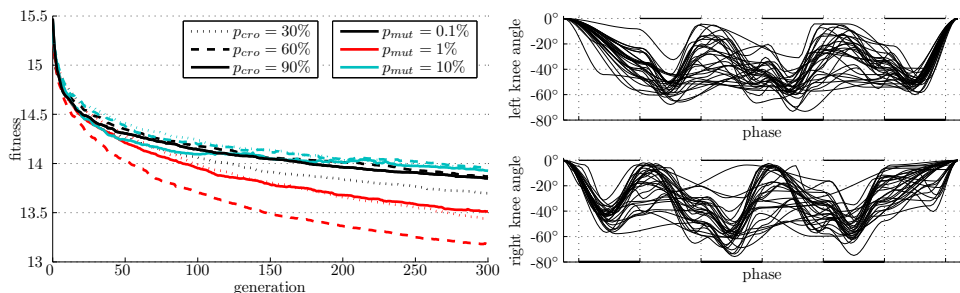 15.5
15
14.5
14
13.5
13
0
50
100
150
200
250
300
fitness
generation
p_cro = 30%
p_cro = 60%
p_cro = 90%
p_mut = 0.1%
p_mut = 1%
p_mut = 10%
0°
-20°
-40°
-60°
-80°
left knee angle
phase
0°
-20°
-40°
-60°
-80°
right knee angle
phase